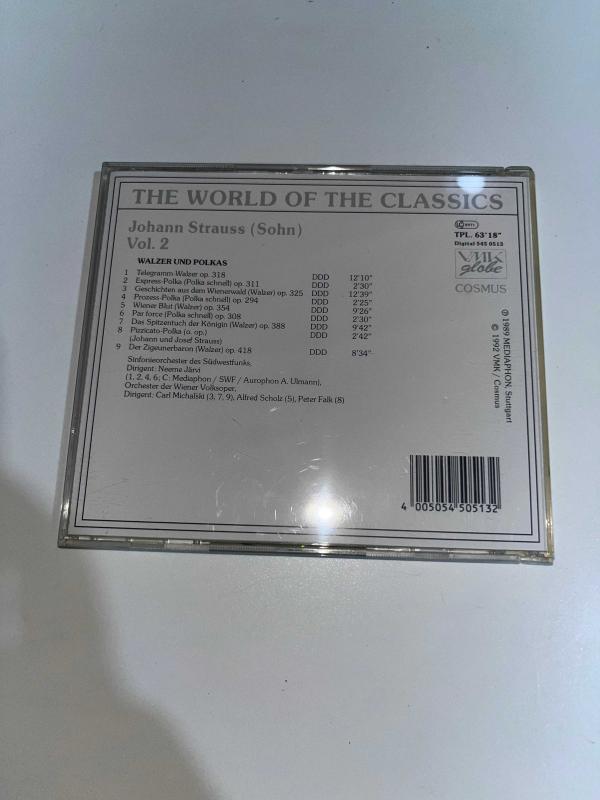 THE WORLD OF THE CLASSICS
Johann Strauss (Sohn)
Vol. 2
LC 8971
TPL. 63'18"
Digital 545 0513
VMK
globe
COSMUS
WALZER UND POLKAS
1 Telegramm-Walzer op. 318 DDD 12'10"
2 Express-Polka (Polka schnell) op. 311 DDD 2'30"
3 Geschichten aus dem Wienerwald (Walzer) op. 325 DDD 12'39"
4 Prozess-Polka (Polka schnell) op. 294 DDD 2'25"
5 Wiener Blut (Walzer) op. 354 DDD 9'26"
6 Par force (Polka schnell) op. 308 DDD 2'30"
7 Das Spitzentuch der Königin (Walzer) op. 388 DDD 9'42"
8 Pizzicato-Polka (o. op.) DDD 2'42"
(Johann und Josef Strauss)
9 Der Zigeunerbaron (Walzer) op. 418 DDD 8'34"
Sinfonieorchester des Südwestfunks,
Dirigent: Neeme Järvi
(1, 2, 4, 6; C: Mediaphon / SWF / Aurophon A. Ulmann),
Orchester der Wiener Volksoper,
Dirigent: Carl Michalski (3, 7, 9), Alfred Scholz (5), Peter Falk (8)
℗ 1989 MEDIAPHON, Stuttgart
© 1992 VMK / Cosmus
4 005054 505132